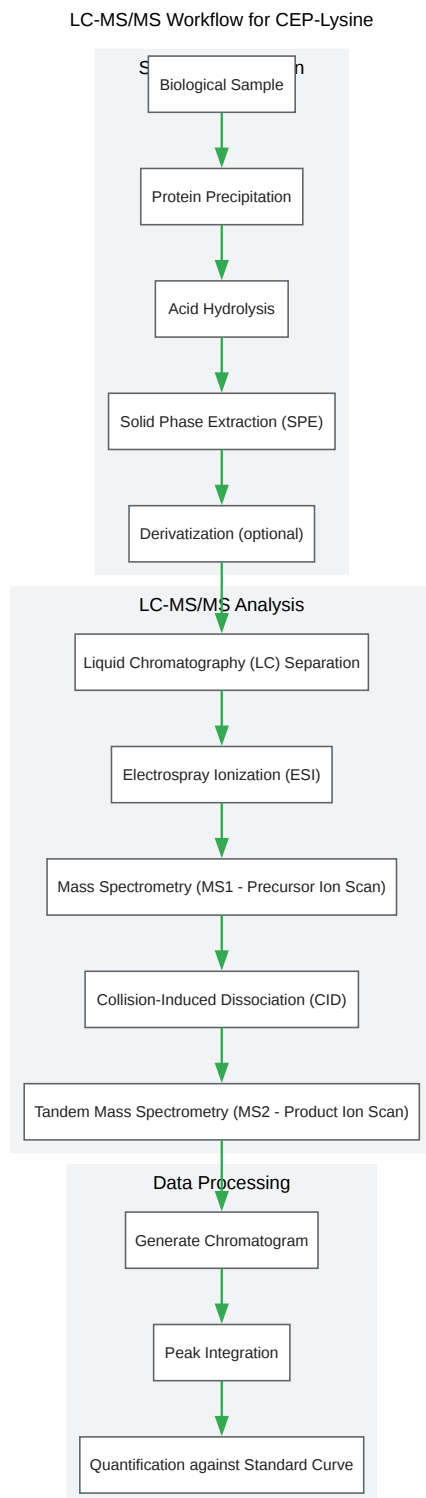 LC-MS/MS Workflow for CEP-Lysine
Biological Sample
Protein Precipitation
Acid Hydrolysis
Solid Phase Extraction (SPE)
Derivatization (optional)
LC-MS/MS Analysis
Liquid Chromatography (LC) Separation
Electrospray Ionization (ESI)
Mass Spectrometry (MS1 - Precursor Ion Scan)
Collision-Induced Dissociation (CID)
Tandem Mass Spectrometry (MS2 - Product Ion Scan)
Data Processing
Generate Chromatogram
Peak Integration
Quantification against Standard Curve